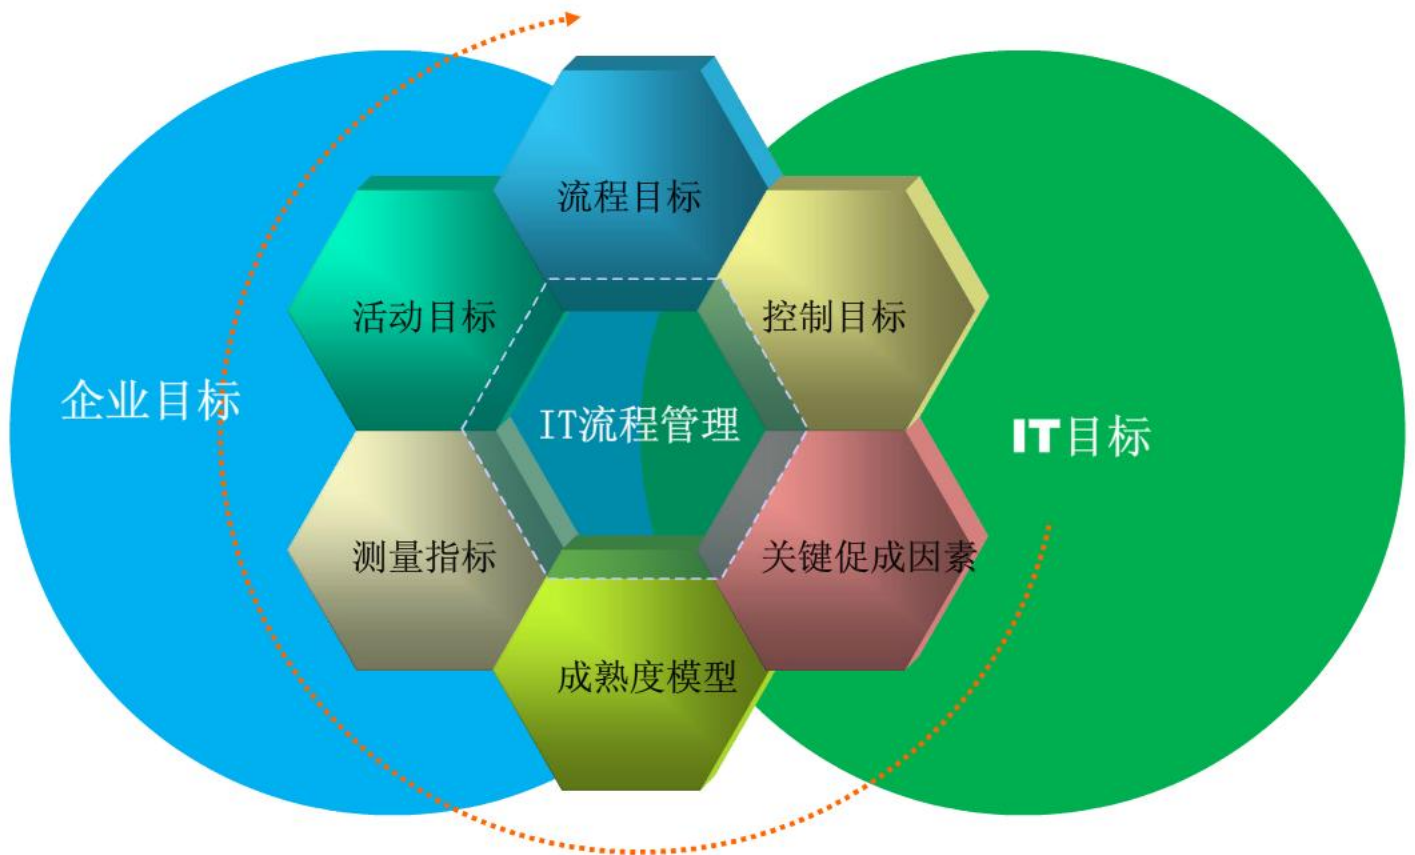 流程目标
活动目标
控制目标
企业目标
IT流程管理
IT目标
测量指标
关键促成因素
成熟度模型